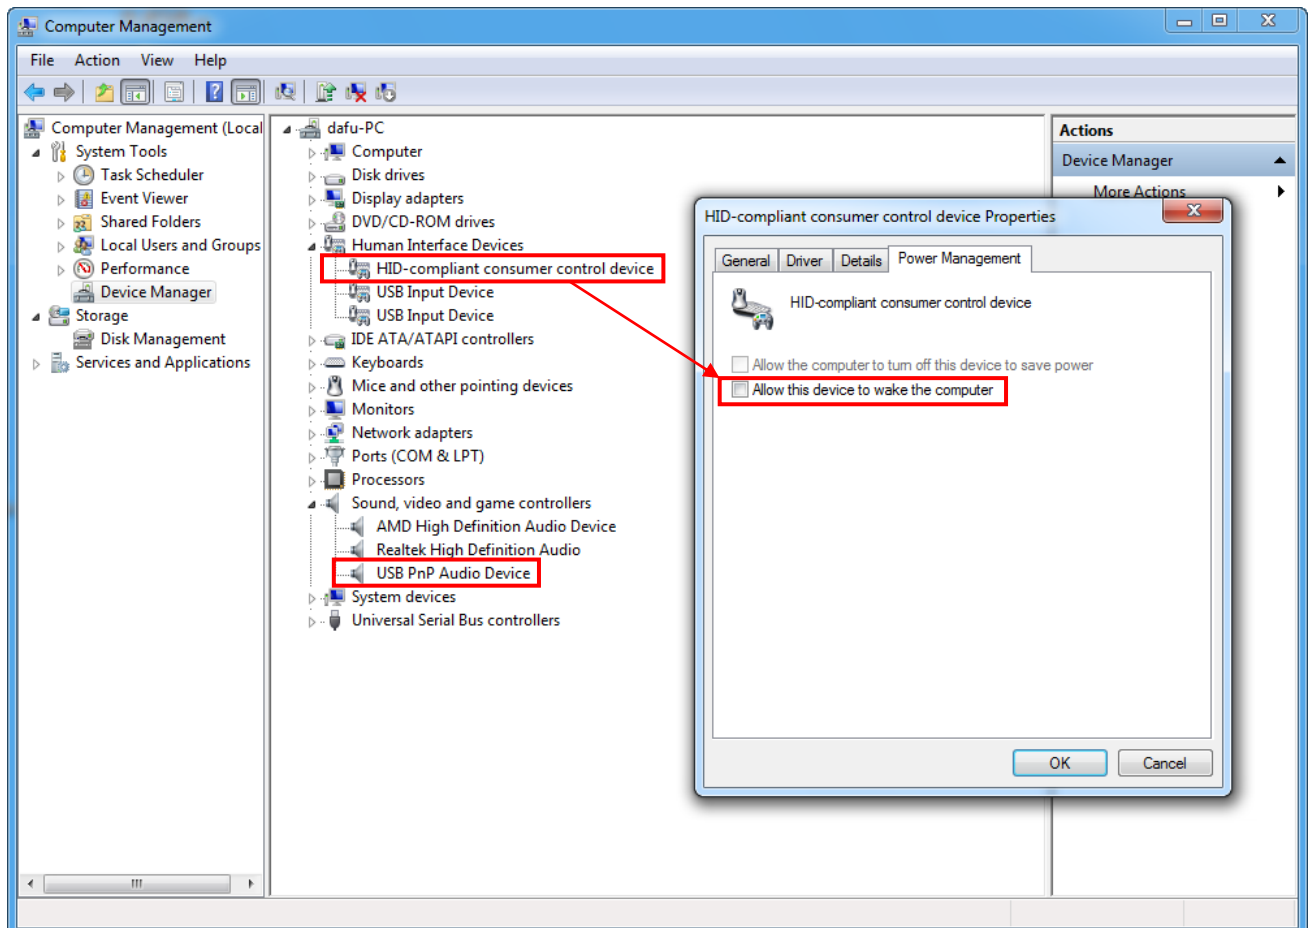 Computer Management
File Action View Help
Computer Management (Local
System Tools
Task Scheduler
Event Viewer
Shared Folders
Local Users and Groups
Performance
Device Manager
Storage
Disk Management
Services and Applications
dafu-PC
Computer
Disk drives
Display adapters
DVD/CD-ROM drives
Human Interface Devices
HID-compliant consumer control device
USB Input Device
USB Input Device
IDE ATA/ATAPI controllers
Keyboards
Mice and other pointing devices
Monitors
Network adapters
Ports (COM & LPT)
Processors
Sound, video and game controllers
AMD High Definition Audio Device
Realtek High Definition Audio
USB PnP Audio Device
System devices
Universal Serial Bus controllers
Actions
Device Manager
More Actions
HID-compliant consumer control device Properties
General Driver Details Power Management
HID-compliant consumer control device
Allow the computer to turn off this device to save power
Allow this device to wake the computer
OK Cancel